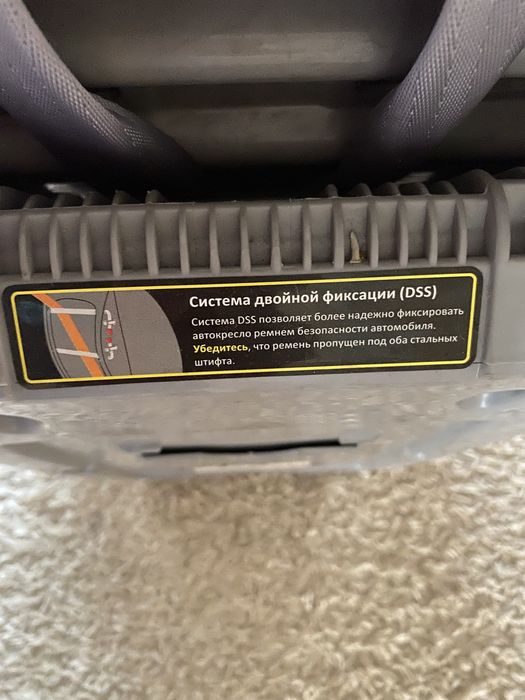 Система двойной фиксации (DSS)
Система DSS позволяет более надежно фиксировать
автокресло ремнем безопасности автомобиля.
Убедитесь, что ремень пропущен под оба стальных
штифта.